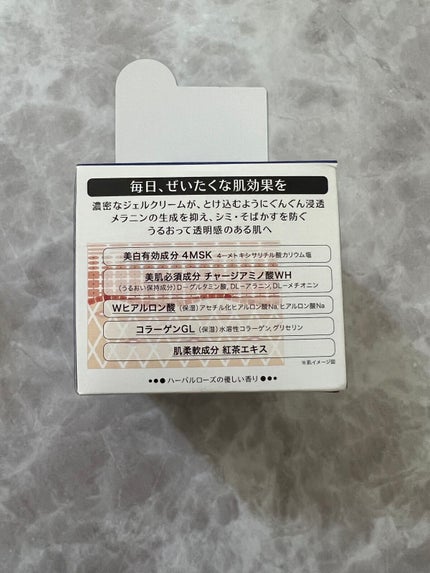 毎日、ぜいたくな肌効果を
濃密なジェルクリームが、とけ込むようにぐんぐん浸透
メラニンの生成を抑え、シミ・そばかすを防ぐ
うるおって透明感のある肌へ
美白有効成分 4MSK 4-メトキシサリチル酸カリウム塩
美肌必須成分 チャージアミノ酸WH
(うるおい保持成分)D-グルタミン酸、DL-アラニン、DL-メチオニン
Wヒアルロン酸 (保湿)アセチル化ヒアルロン酸Na、ヒアルロン酸Na
コラーゲンGL (保湿)水溶性コラーゲン、グリセリン
肌柔軟成分 紅茶エキス
※肌イメージ図
●●● ハーバルローズの優しい香り ●●●